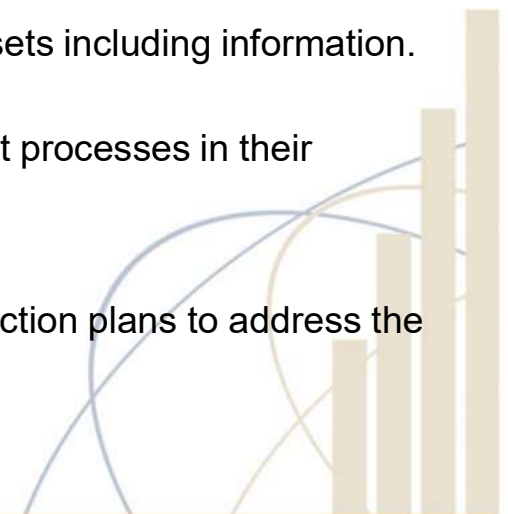 sets including information.
t processes in their
ction plans to address the